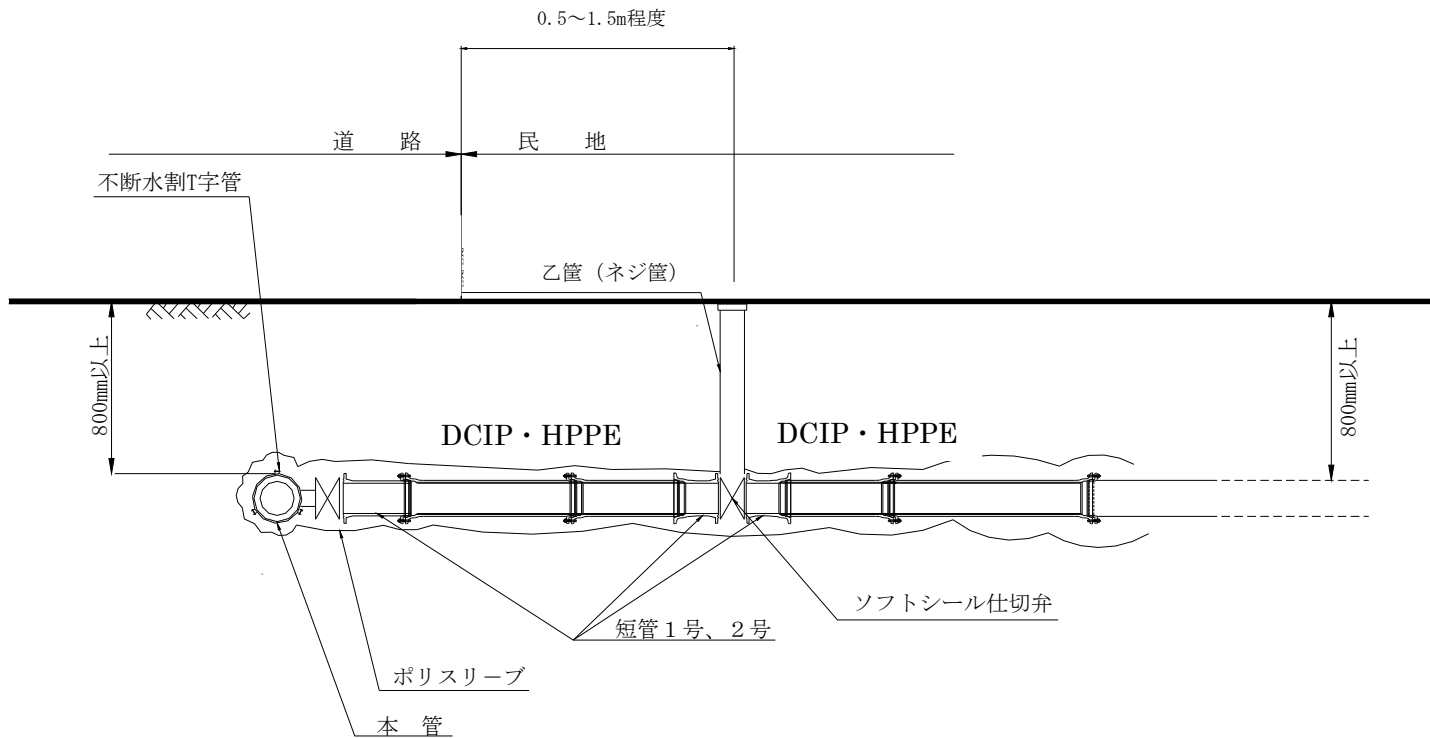 0.5～1.5m程度
道　路
民　地
不断水割T字管
乙筐（ネジ筐）
800mm以上
800mm以上
DCIP・HPPE
DCIP・HPPE
ソフトシール仕切弁
短管１号、２号
ポリスリーブ
本　管